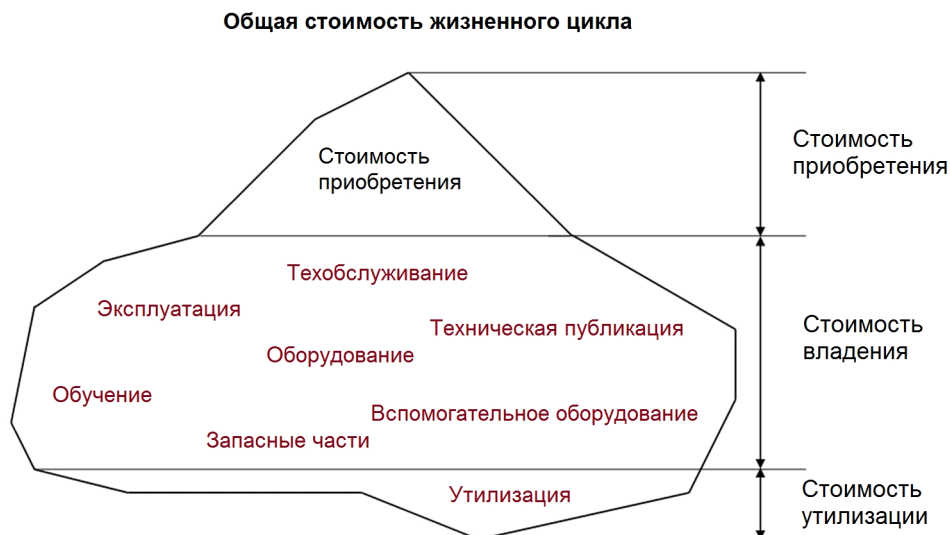 Общая стоимость жизненного цикла
Стоимость
приобретения
Стоимость
приобретения
Техобслуживание
Эксплуатация
Техническая публикация
Оборудование
Стоимость
владения
Обучение
Вспомогательное оборудование
Запасные части
Утилизация
Стоимость
утилизации